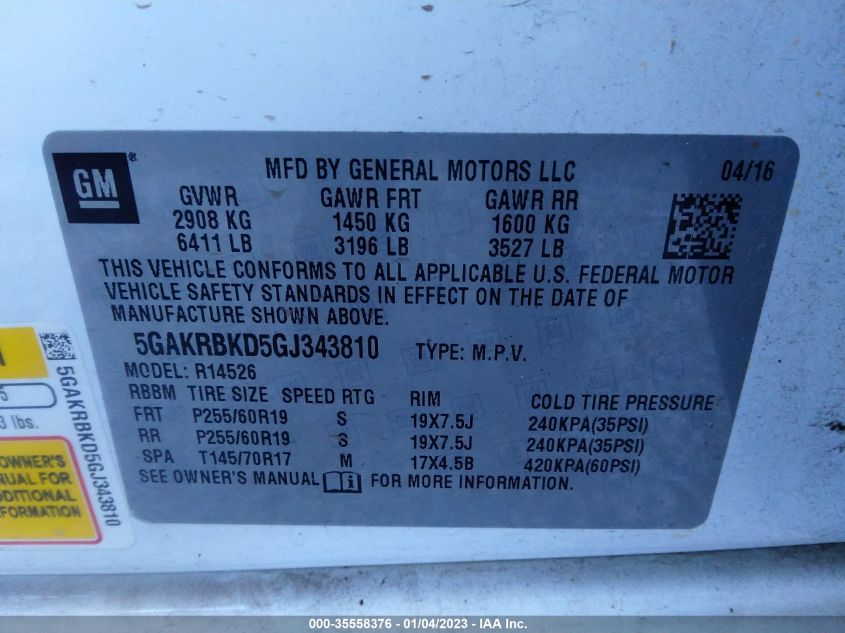 GM
®
MFD BY GENERAL MOTORS LLC 04/16
GVWR GAWR FRT GAWR RR
2908 KG 1450 KG 1600 KG
6411 LB 3196 LB 3527 LB
THIS VEHICLE CONFORMS TO ALL APPLICABLE U.S. FEDERAL MOTOR
VEHICLE SAFETY STANDARDS IN EFFECT ON THE DATE OF
MANUFACTURE SHOWN ABOVE.
5GAKRBKD5GJ343810 TYPE: M.P.V.
MODEL: R14526
RBBM TIRE SIZE SPEED RTG RIM COLD TIRE PRESSURE
FRT P255/60R19 S 19X7.5J 240KPA(35PSI)
RR P255/60R19 S 19X7.5J 240KPA(35PSI)
SPA T145/70R17 M 17X4.5B 420KPA(60PSI)
SEE OWNER'S MANUAL FOR MORE INFORMATION.
5GAKRBKD5GJ343810
3 lbs.
OWNER'S
MANUAL FOR
DDITIONAL
FORMATION
000-35558376 - 01/04/2023 - IAA Inc.